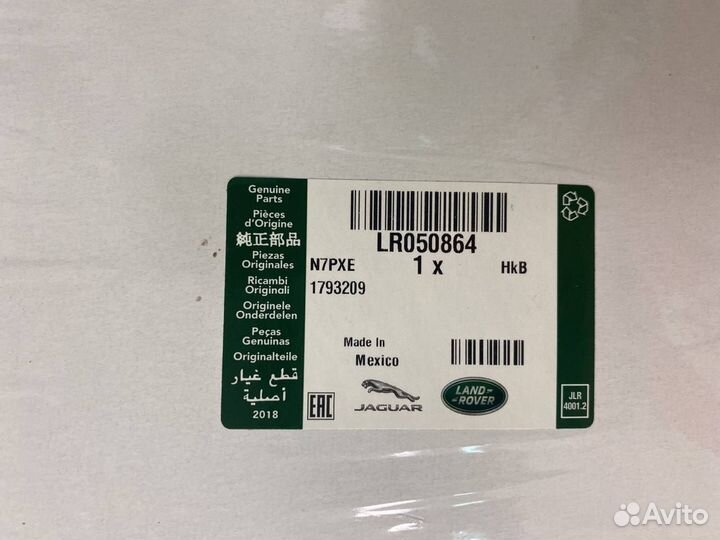 Genuine
Parts
Pièces
d'Origine
純正部品
Piezas
Originales
Ricambi
Originali
Originele
Onderdelen
Peças
Genuinas
Originalteile
قطع غيار
أصلية
2018
LR050864
N7PXE
1 x
HkB
1793209
Made In
Mexico
EAC
JAGUAR
LAND-
-ROVER
JLR
4001.2
Avito